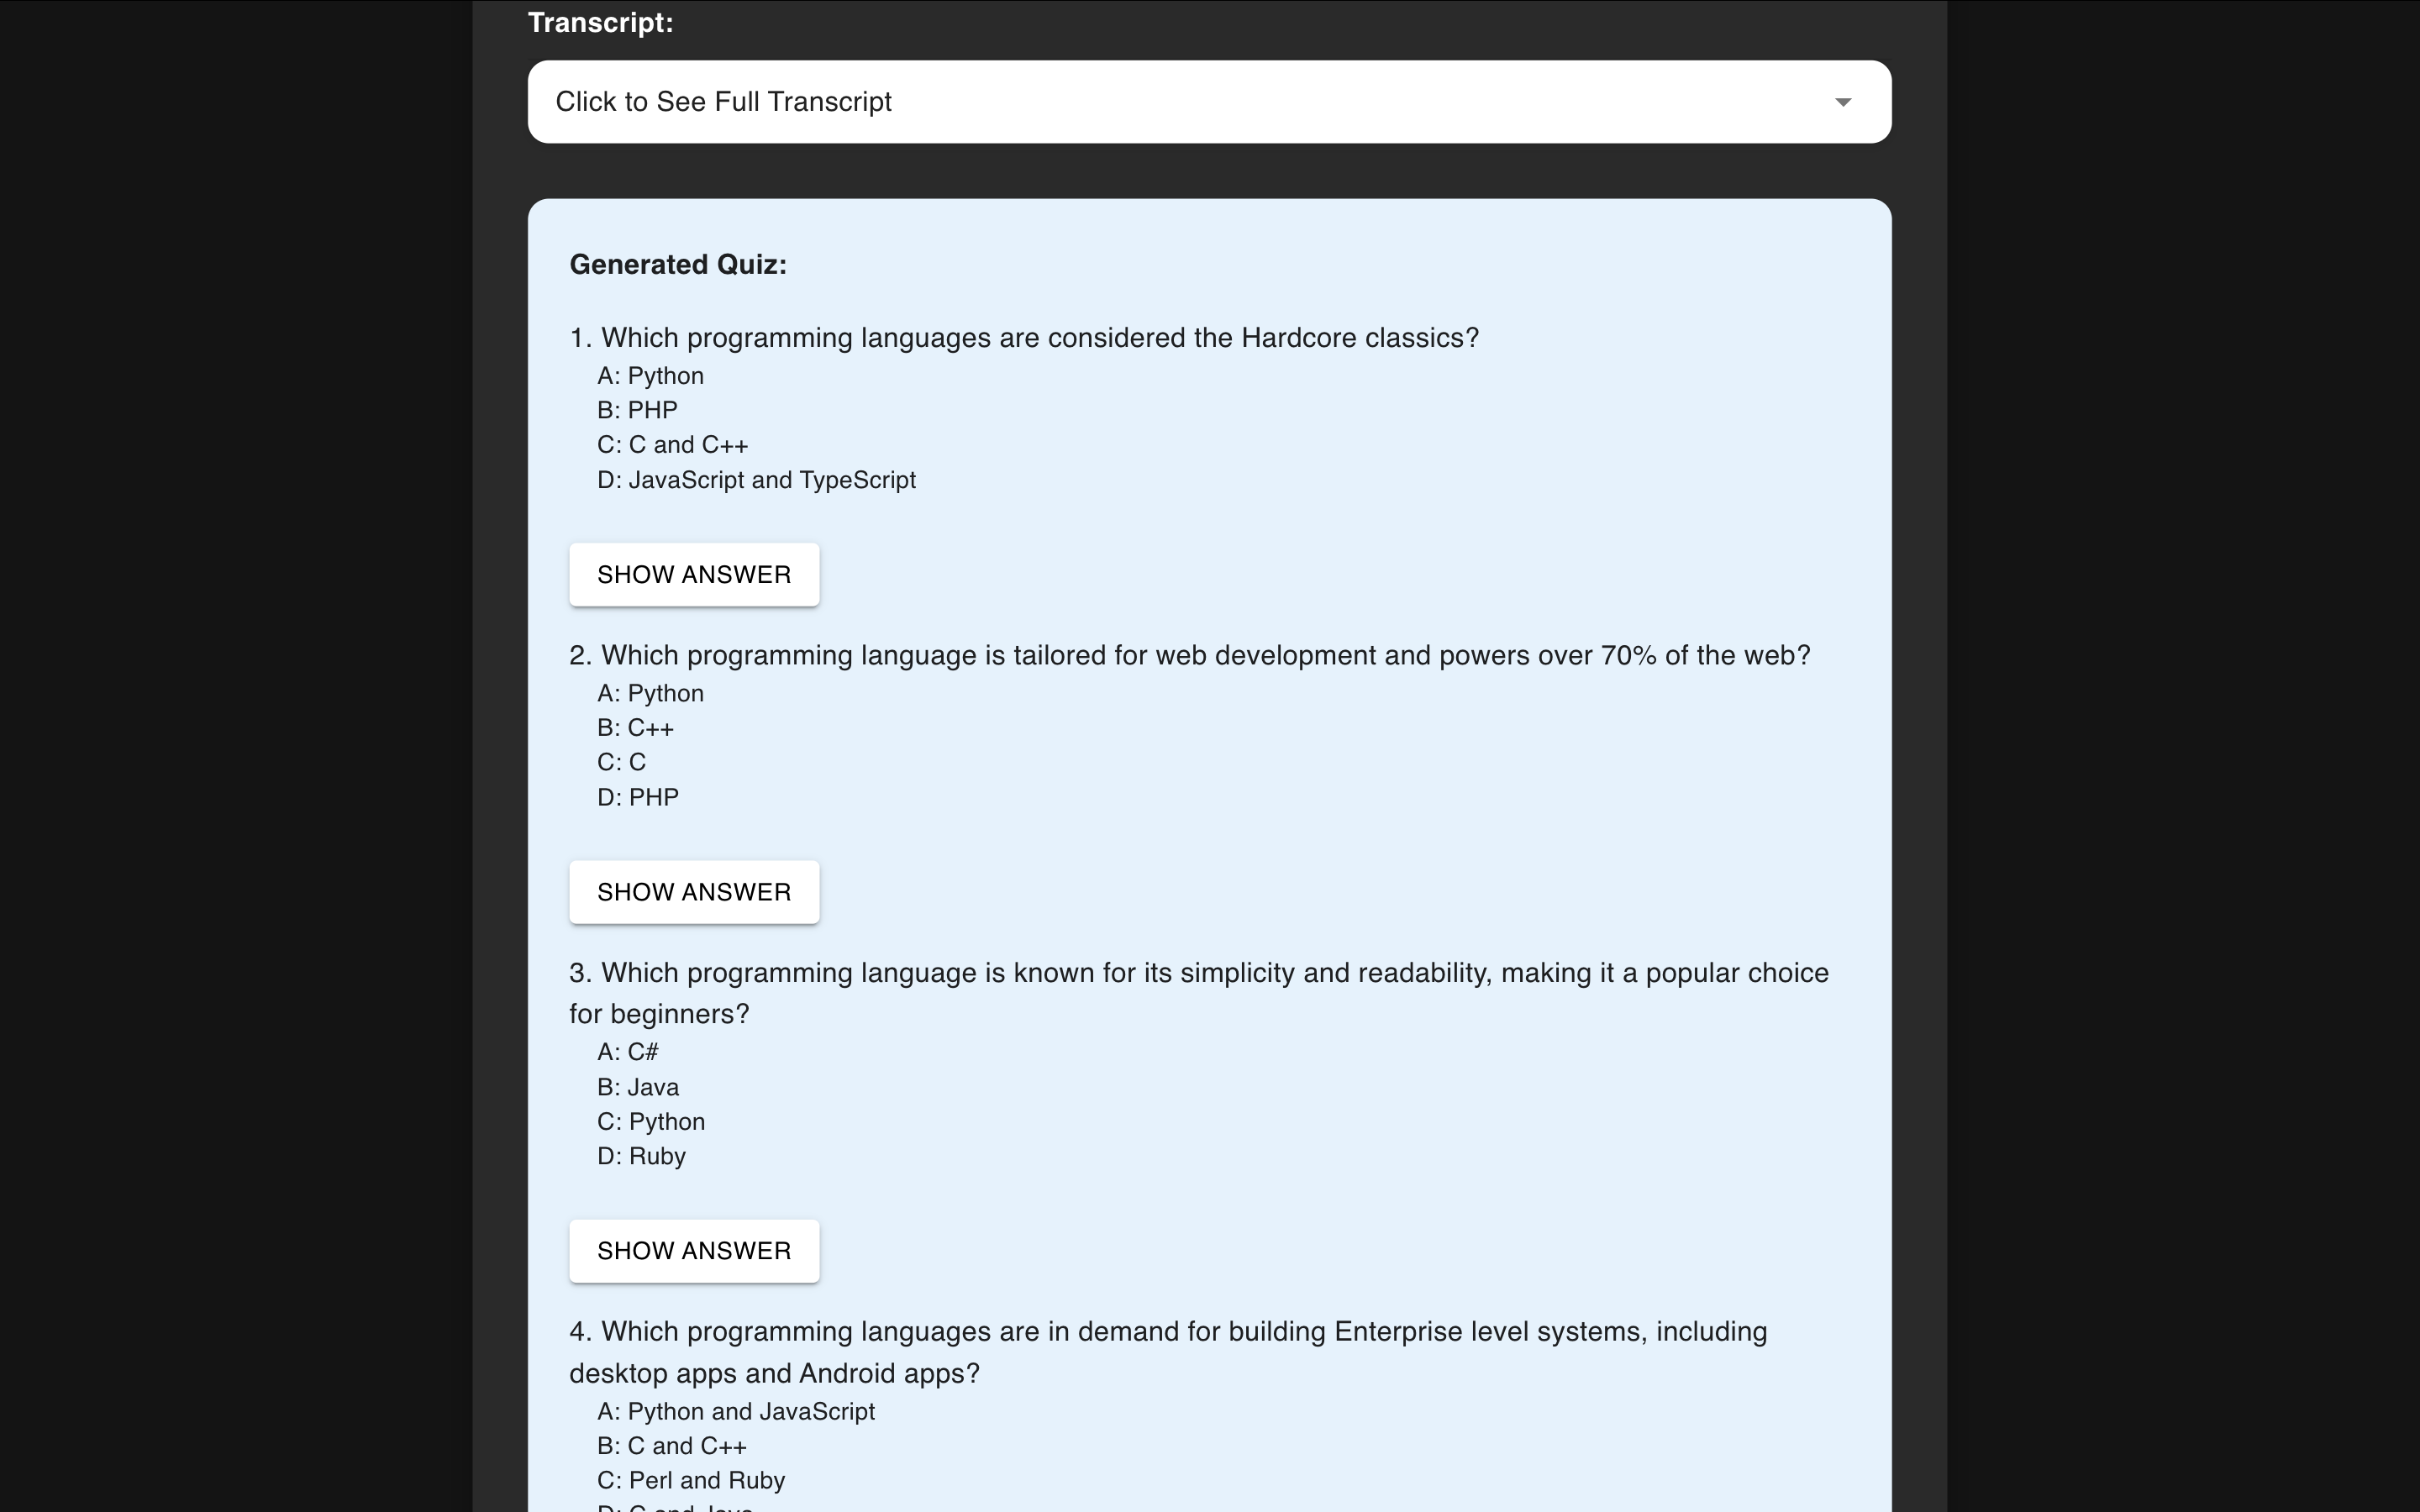 Transcript:
Click to See Full Transcript
Generated Quiz:
1. Which programming languages are considered the Hardcore classics?
A: Python
B: PHP
C: C and C++
D: JavaScript and TypeScript
SHOW ANSWER
2. Which programming language is tailored for web development and powers over 70% of the web?
A: Python
B: C++
C: C
D: PHP
SHOW ANSWER
3. Which programming language is known for its simplicity and readability, making it a popular choice
for beginners?
A: C#
B: Java
C: Python
D: Ruby
SHOW ANSWER
4. Which programming languages are in demand for building Enterprise level systems, including
desktop apps and Android apps?
A: Python and JavaScript
B: C and C++
C: Perl and Ruby